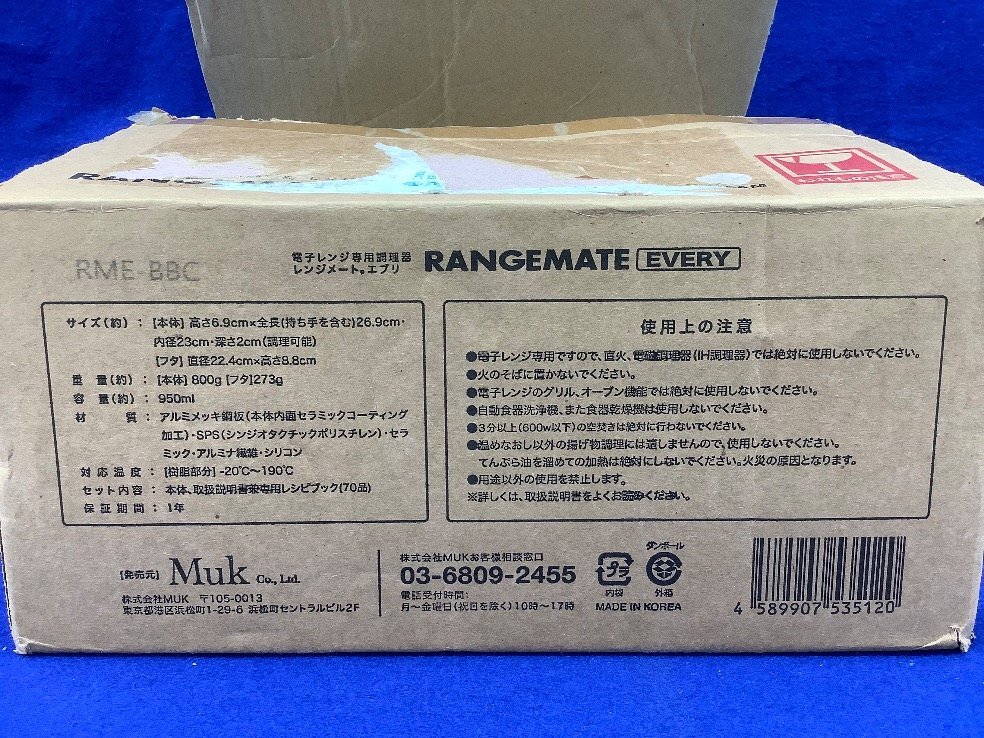 RME-BBC
電子レンジ専用調理器
レンジメート。エブリ
RANGEMATE EVERY
サイズ(約) : [本体] 高さ6.9cm×全長(持ち手を含む)26.9cm・
内径23cm・深さ2cm(調理可能)
[フタ] 直径22.4cm×高さ8.8cm
重量(約) : [本体] 800g [フタ]273g
容量(約) : 950ml
材質 : アルミメッキ鋼板(本体内面セラミックコーティング
加工)・SPS(シンジオタクチックポリスチレン)・セラ
ミック・アルミナ繊維・シリコン
対応温度 : [樹脂部分] -20℃〜190℃
セット内容 : 本体、取扱説明書兼専用レシピブック(70品)
保証期間 : 1年
使用上の注意
●電子レンジ専用ですので、直火、電磁調理器(IH調理器)では絶対に使用しないでください。
●火のそばに置かないでください。
●電子レンジのグリル、オーブン機能では絶対に使用しないでください。
●自動食器洗浄機、また食器乾燥機は使用しないでください。
●3分以上(600w以下)の空焚きは絶対に行わないでください。
●温めなおし以外の揚げ物調理には適しませんので、使用しないでください。
てんぷら油を溜めての加熱は絶対にしないでください。火災の原因となります。
●用途以外の使用を禁止します。
※詳しくは、取扱説明書をよくお読みください。
[発売元] Muk Co., Ltd.
株式会社MUK 〒105-0013
東京都港区浜松町1-29-6 浜松町セントラルビル2F
株式会社MUKお客様相談窓口
03-6809-2455
電話受付時間:
月〜金曜日(祝日を除く)10時〜17時
プラ
内袋
ダンボール
外箱
MADE IN KOREA
4 589907 535120